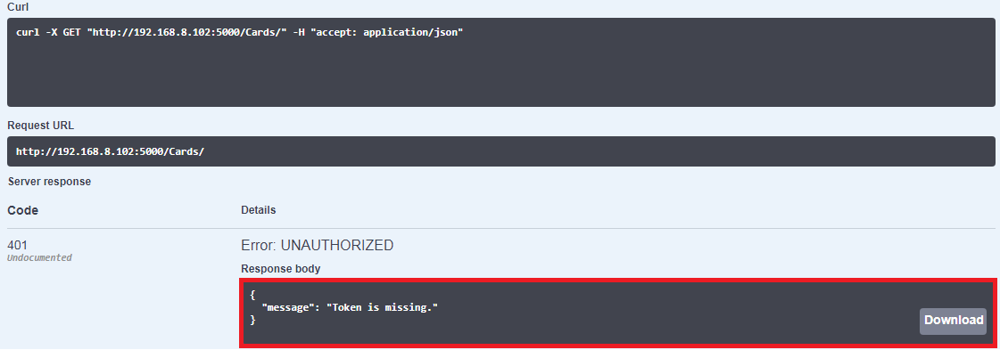 Curl
curl -X GET "http://192.168.8.102:5000/Cards/" -H "accept: application/json"
Request URL
http://192.168.8.102:5000/Cards/
Server response
Code Details
401 Error: UNAUTHORIZED
Undocumented
Response body
{
  "message": "Token is missing."
}
Download